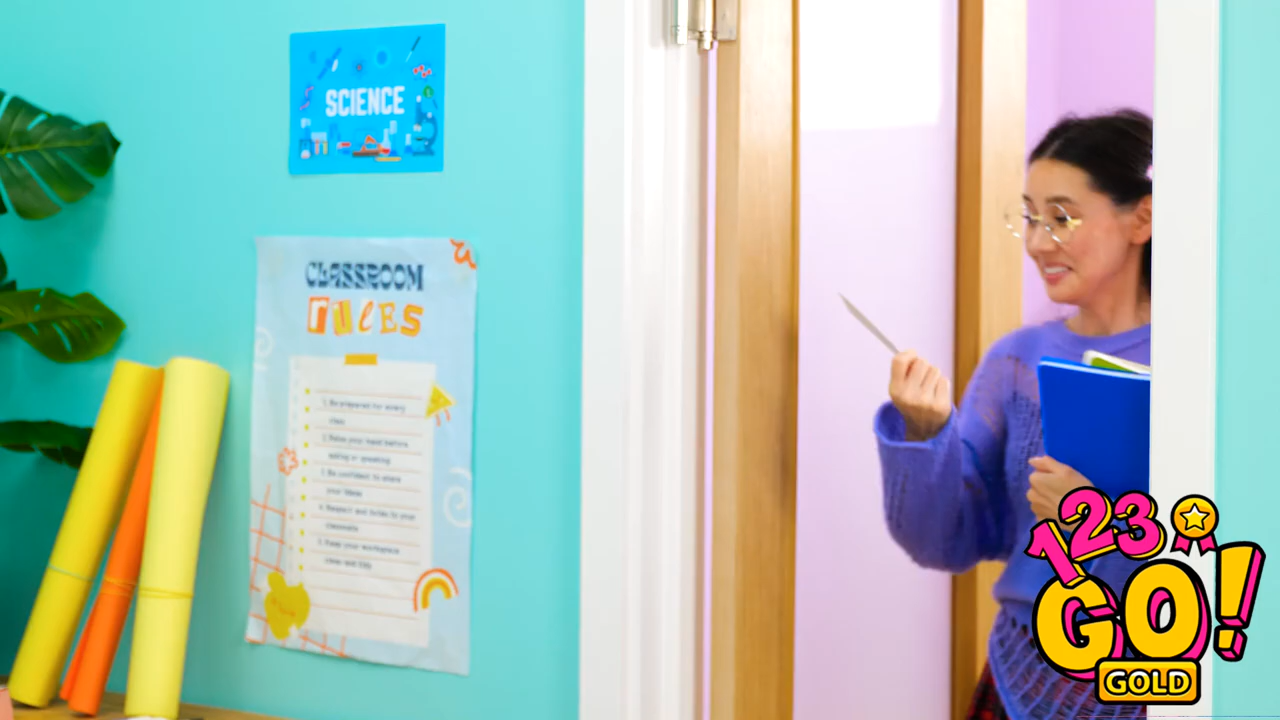 SCIENCE
CLASSROOM
RULES
1. Be prepared for every
class
2. Raise your hand before
asking or speaking
3. Be confident to share
your ideas
4. Respect and listen to your
classmate
5. Keep your workspace
clean and tidy
123
GO!
GOLD